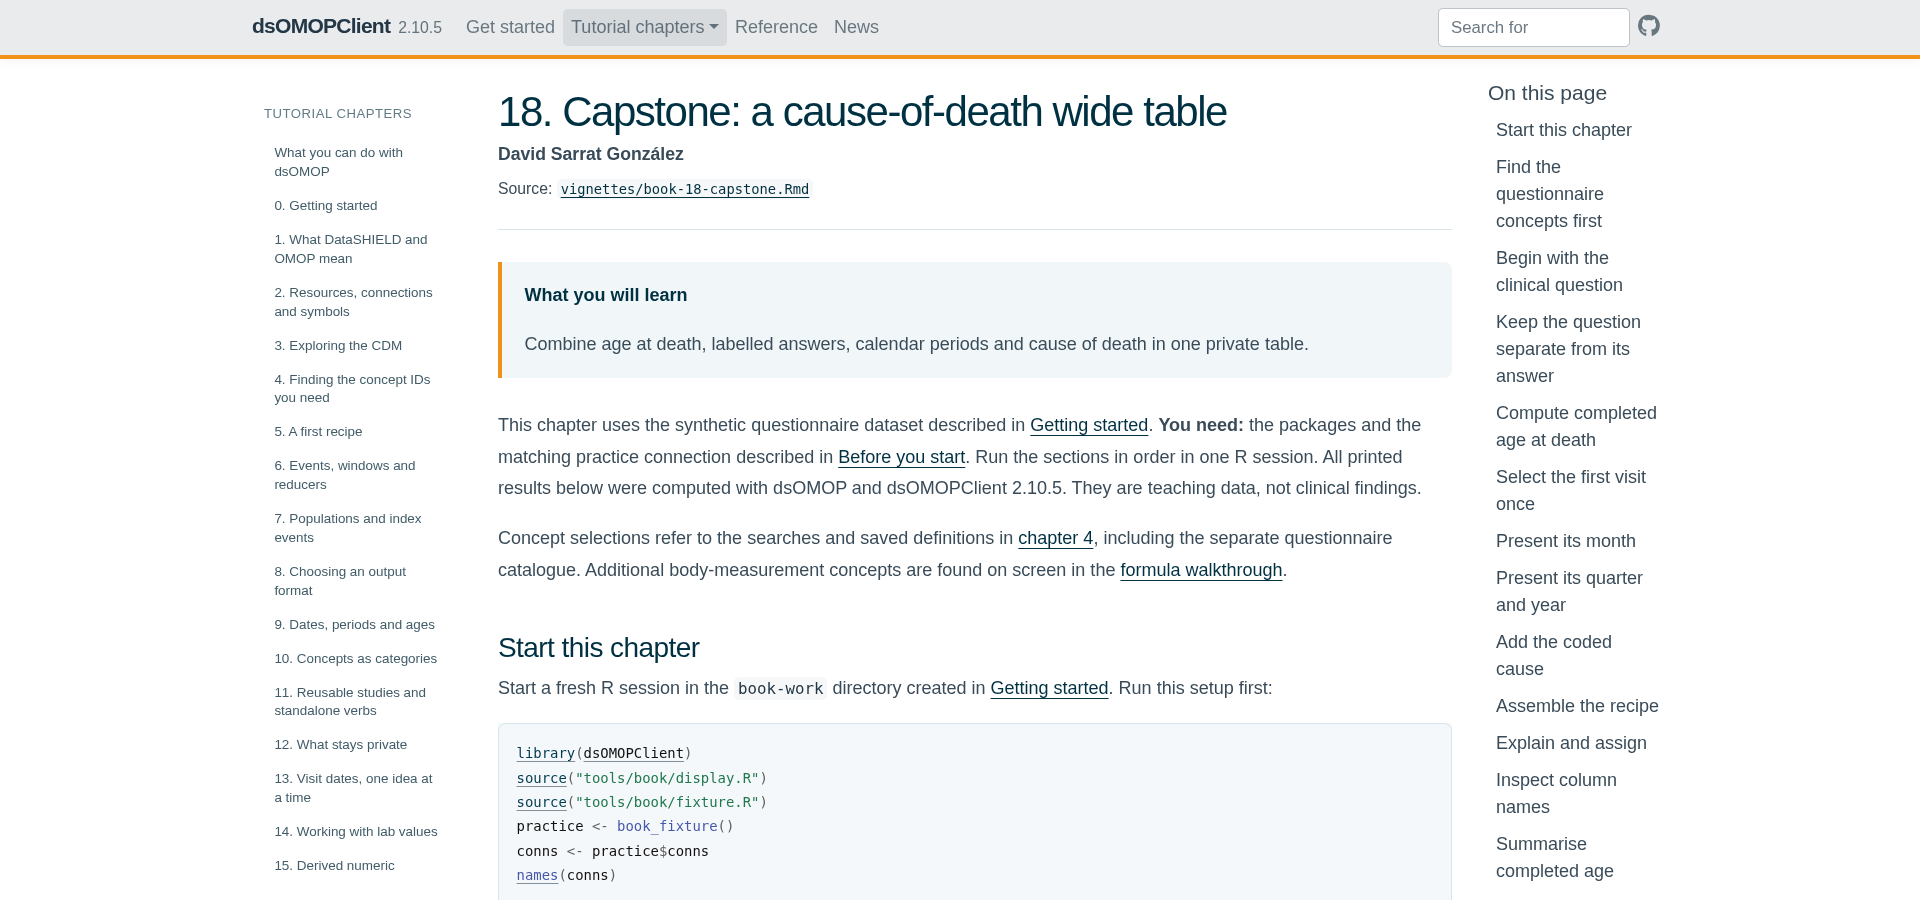 dsOMOPClient 2.10.5 Get started Tutorial chapters Reference News Search for
TUTORIAL CHAPTERS
What you can do with
dsOMOP
0. Getting started
1. What DataSHIELD and
OMOP mean
2. Resources, connections
and symbols
3. Exploring the CDM
4. Finding the concept IDs
you need
5. A first recipe
6. Events, windows and
reducers
7. Populations and index
events
8. Choosing an output
format
9. Dates, periods and ages
10. Concepts as categories
11. Reusable studies and
standalone verbs
12. What stays private
13. Visit dates, one idea at
a time
14. Working with lab values
15. Derived numeric
18. Capstone: a cause-of-death wide table
David Sarrat González
Source: vignettes/book-18-capstone.Rmd
What you will learn
Combine age at death, labelled answers, calendar periods and cause of death in one private table.
This chapter uses the synthetic questionnaire dataset described in Getting started. You need: the packages and the
matching practice connection described in Before you start. Run the sections in order in one R session. All printed
results below were computed with dsOMOP and dsOMOPClient 2.10.5. They are teaching data, not clinical findings.
Concept selections refer to the searches and saved definitions in chapter 4, including the separate questionnaire
catalogue. Additional body-measurement concepts are found on screen in the formula walkthrough.
Start this chapter
Start a fresh R session in the book-work directory created in Getting started. Run this setup first:
library(dsOMOPClient)
source("tools/book/display.R")
source("tools/book/fixture.R")
practice <- book_fixture()
conns <- practice$conns
names(conns)
On this page
Start this chapter
Find the
questionnaire
concepts first
Begin with the
clinical question
Keep the question
separate from its
answer
Compute completed
age at death
Select the first visit
once
Present its month
Present its quarter
and year
Add the coded
cause
Assemble the recipe
Explain and assign
Inspect column
names
Summarise
completed age